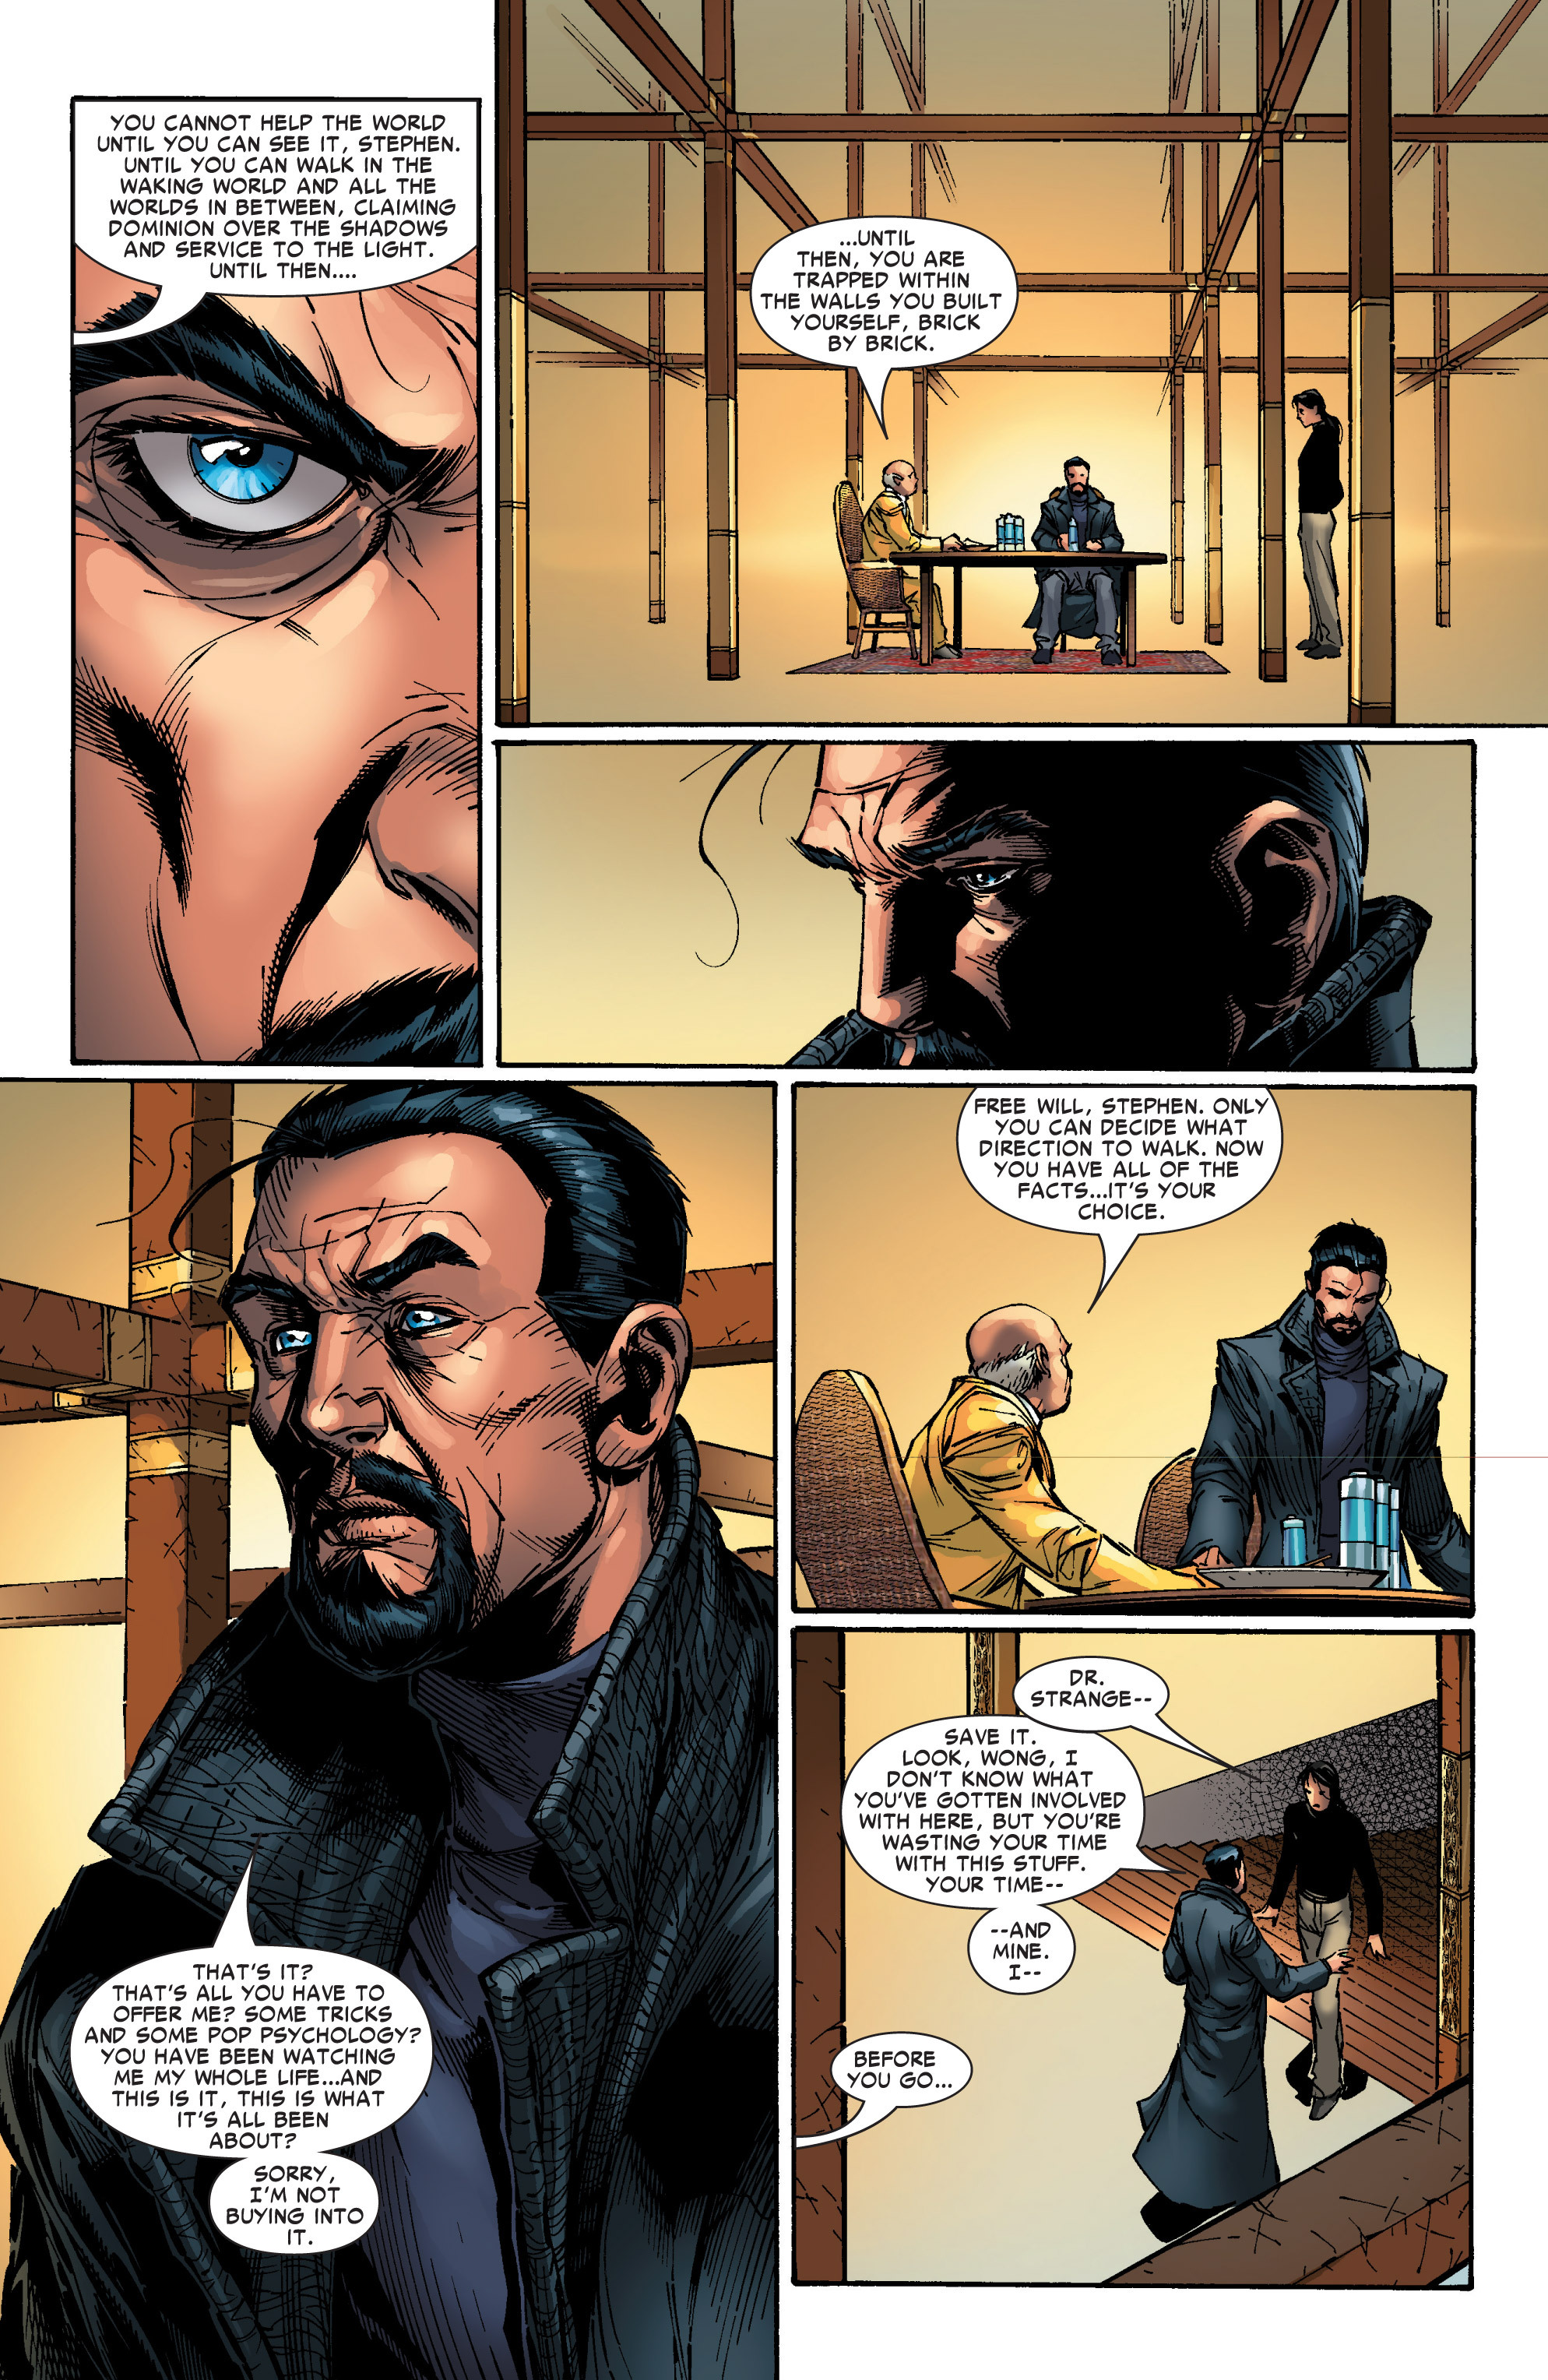 YOU CANNOT HELP THE WORLD
UNTIL YOU CAN SEE IT, STEPHEN.
UNTIL YOU CAN WALK IN THE
WAKING WORLD AND ALL THE
WORLDS IN BETWEEN, CLAIMING
DOMINION OVER THE SHADOWS
AND SERVICE TO THE LIGHT.
UNTIL THEN....
...UNTIL
THEN, YOU ARE
TRAPPED WITHIN
THE WALLS YOU BUILT
YOURSELF, BRICK
BY BRICK.
THAT'S IT?
THAT'S ALL YOU HAVE TO
OFFER ME? SOME TRICKS
AND SOME POP PSYCHOLOGY?
YOU HAVE BEEN WATCHING
ME MY WHOLE LIFE...AND
THIS IS IT, THIS IS WHAT
IT'S ALL BEEN
ABOUT?
SORRY,
I'M NOT
BUYING INTO
IT.
FREE WILL, STEPHEN. ONLY
YOU CAN DECIDE WHAT
DIRECTION TO WALK. NOW
YOU HAVE ALL OF THE
FACTS...IT'S YOUR
CHOICE.
DR.
STRANGE--
SAVE IT.
LOOK, WONG, I
DON'T KNOW WHAT
YOU'VE GOTTEN INVOLVED
WITH HERE, BUT YOU'RE
WASTING YOUR TIME
WITH THIS STUFF.
YOUR TIME--
--AND
MINE.
I--
BEFORE
YOU GO...